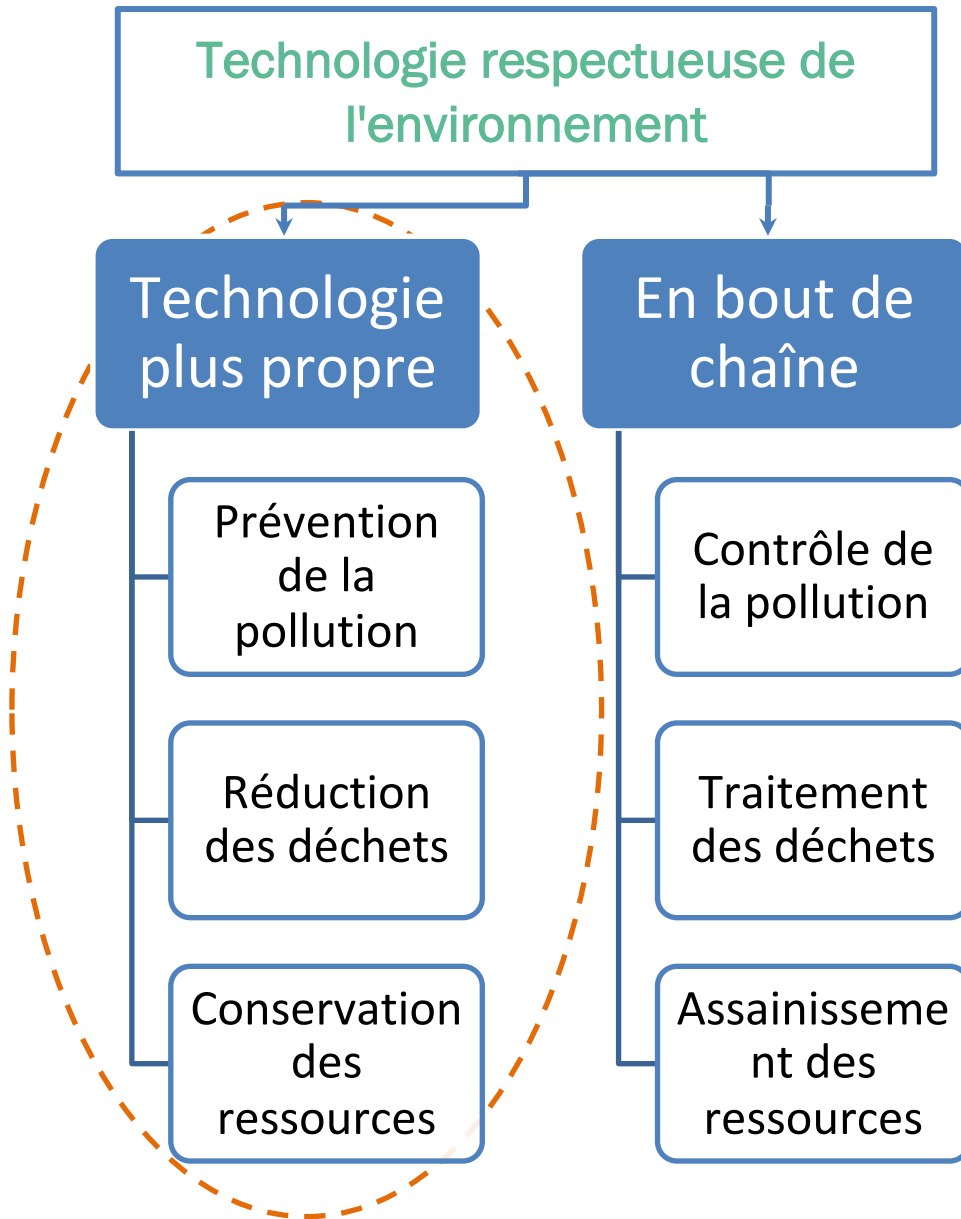 Technologie respectueuse de
l'environnement
Technologie
plus propre
Prévention
de la
pollution
Réduction
des déchets
Conservation
des
ressources
En bout de
chaîne
Contrôle de
la pollution
Traitement
des déchets
Assainisseme
nt des
ressources